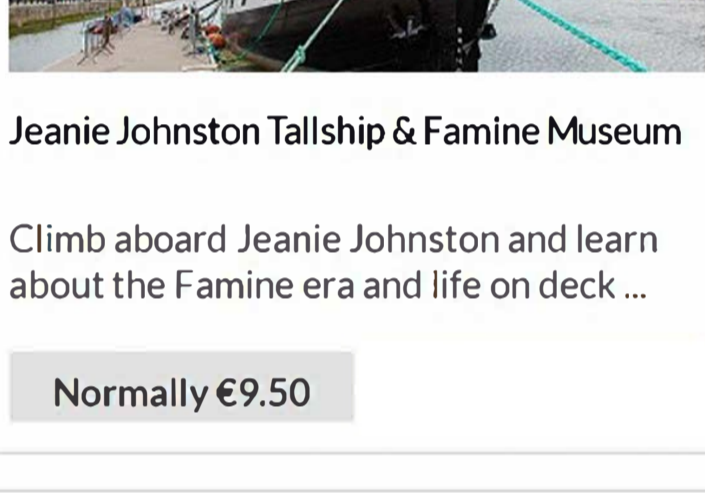 Jeanie Johnston Tallship & Famine Museum
Climb aboard Jeanie Johnston and learn
about the Famine era and life on deck ...
Normally €9.50